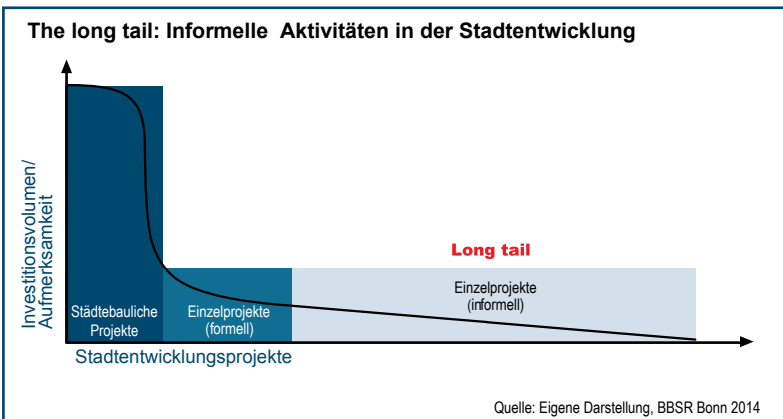 The long tail: Informelle Aktivitäten in der Stadtentwicklung
Investitionsvolumen/
Aufmerksamkeit
Long tail
Städtebauliche
Projekte
Einzelprojekte
(formell)
Einzelprojekte
(informell)
Stadtentwicklungsprojekte
Quelle: Eigene Darstellung, BBSR Bonn 2014